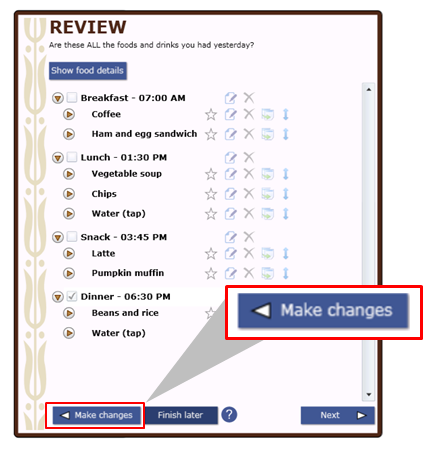 REVIEW
Are these ALL the foods and drinks you had yesterday?
Show food details
Breakfast - 07:00 AM
Coffee
Ham and egg sandwich
Lunch - 01:30 PM
Vegetable soup
Chips
Water (tap)
Snack - 03:45 PM
Latte
Pumpkin muffin
Dinner - 06:30 PM
Beans and rice
Water (tap)
Make changes
Make changes Finish later ? Next